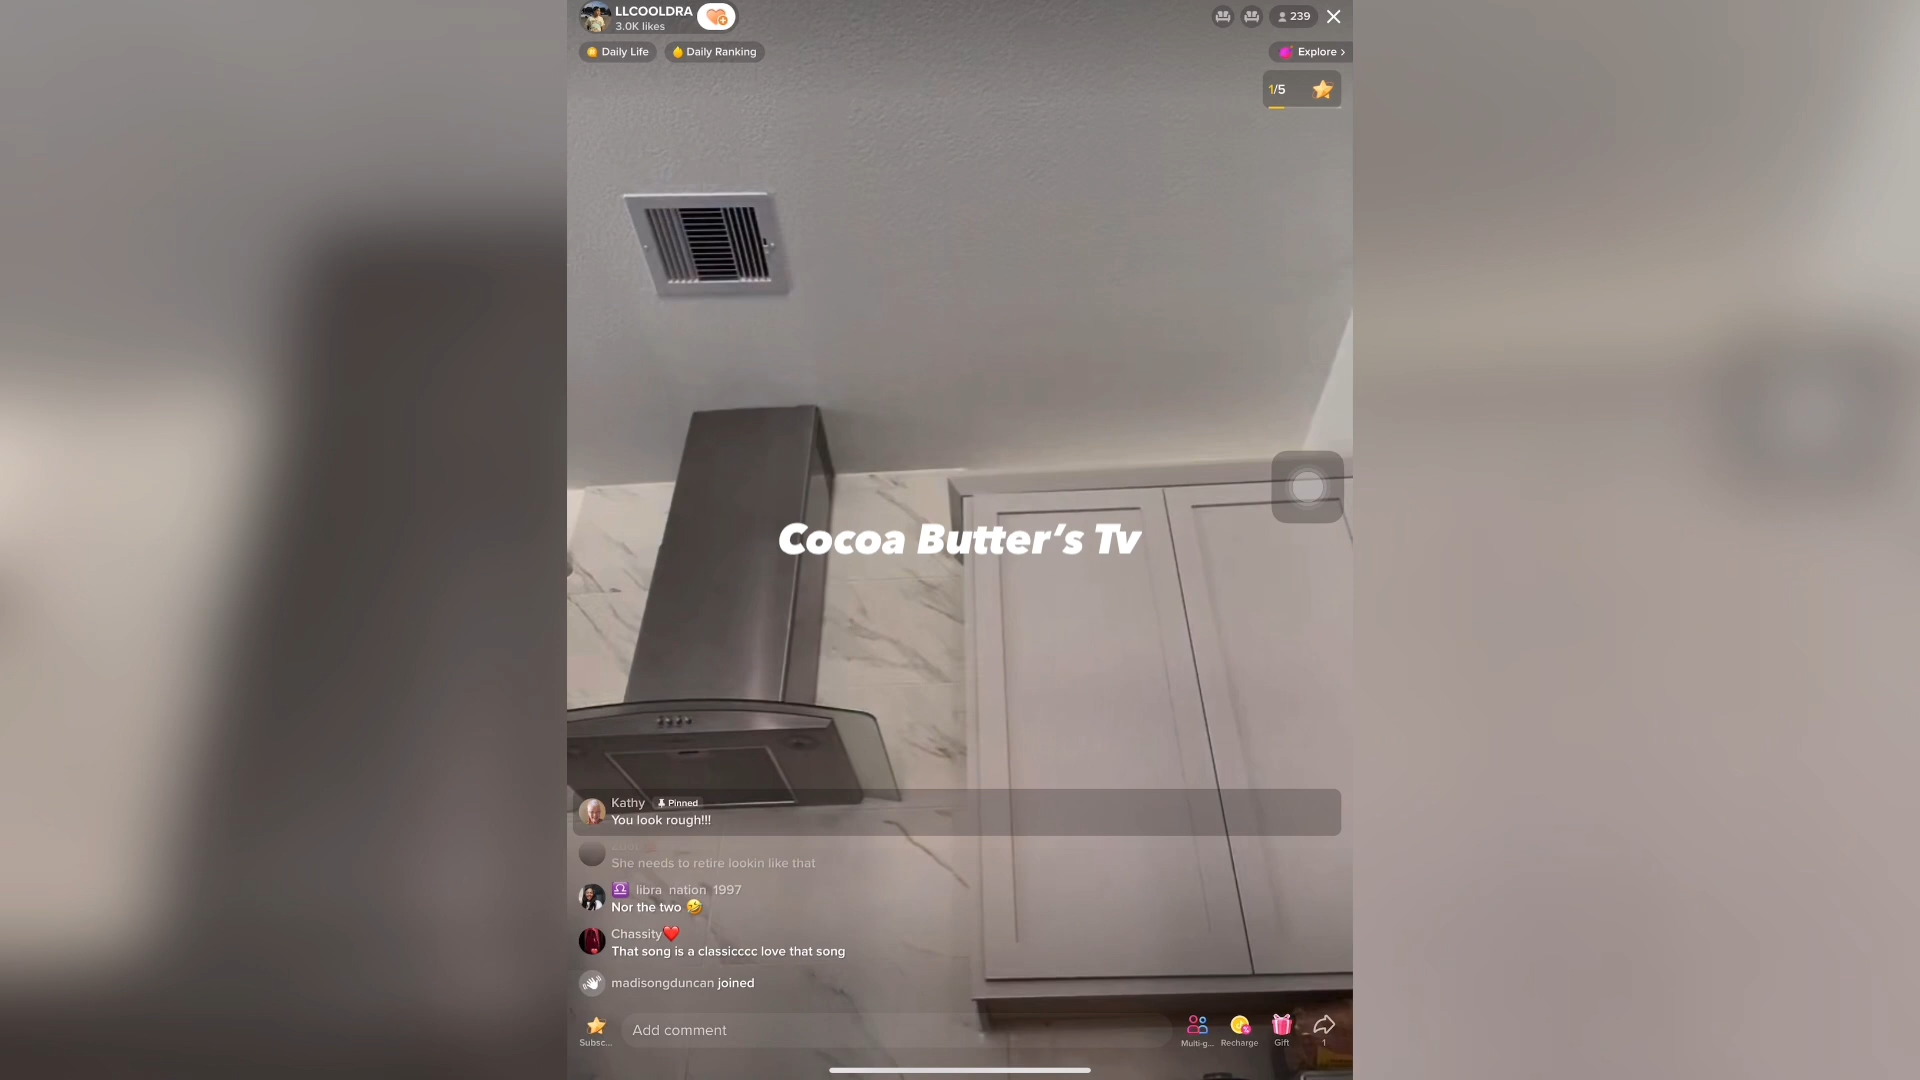 LLCOOLDRA
3.0K likes
239
Daily Life
Daily Ranking
Explore >
1/5
Cocoa Butter's Tv
Kathy Pinned
You look rough!!!
She needs to retire lookin like that
libra_nation_1997
Nor the two 🤣
Chassity❤️
That song is a classicccc love that song
madisongduncan joined
Add comment
Subsc...
Multi-g...
Recharge
Gift
1